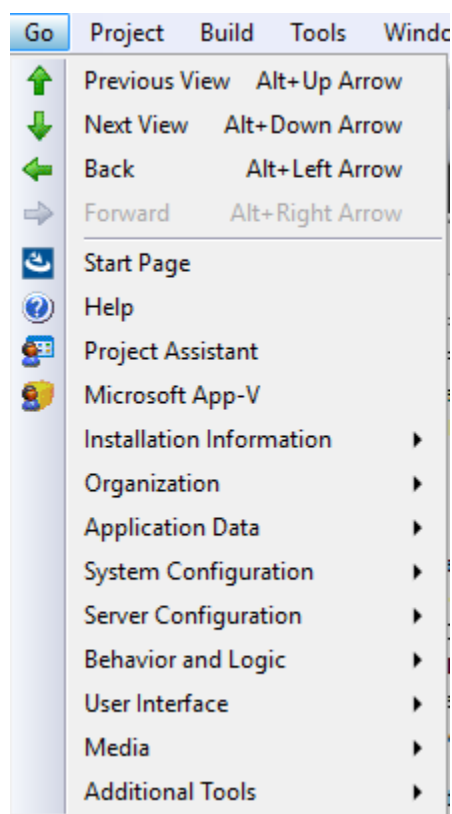 Go Project Build Tools Windo
Previous View Alt+Up Arrow
Next View Alt+Down Arrow
Back Alt+Left Arrow
Forward Alt+Right Arrow
Start Page
Help
Project Assistant
Microsoft App-V
Installation Information
Organization
Application Data
System Configuration
Server Configuration
Behavior and Logic
User Interface
Media
Additional Tools